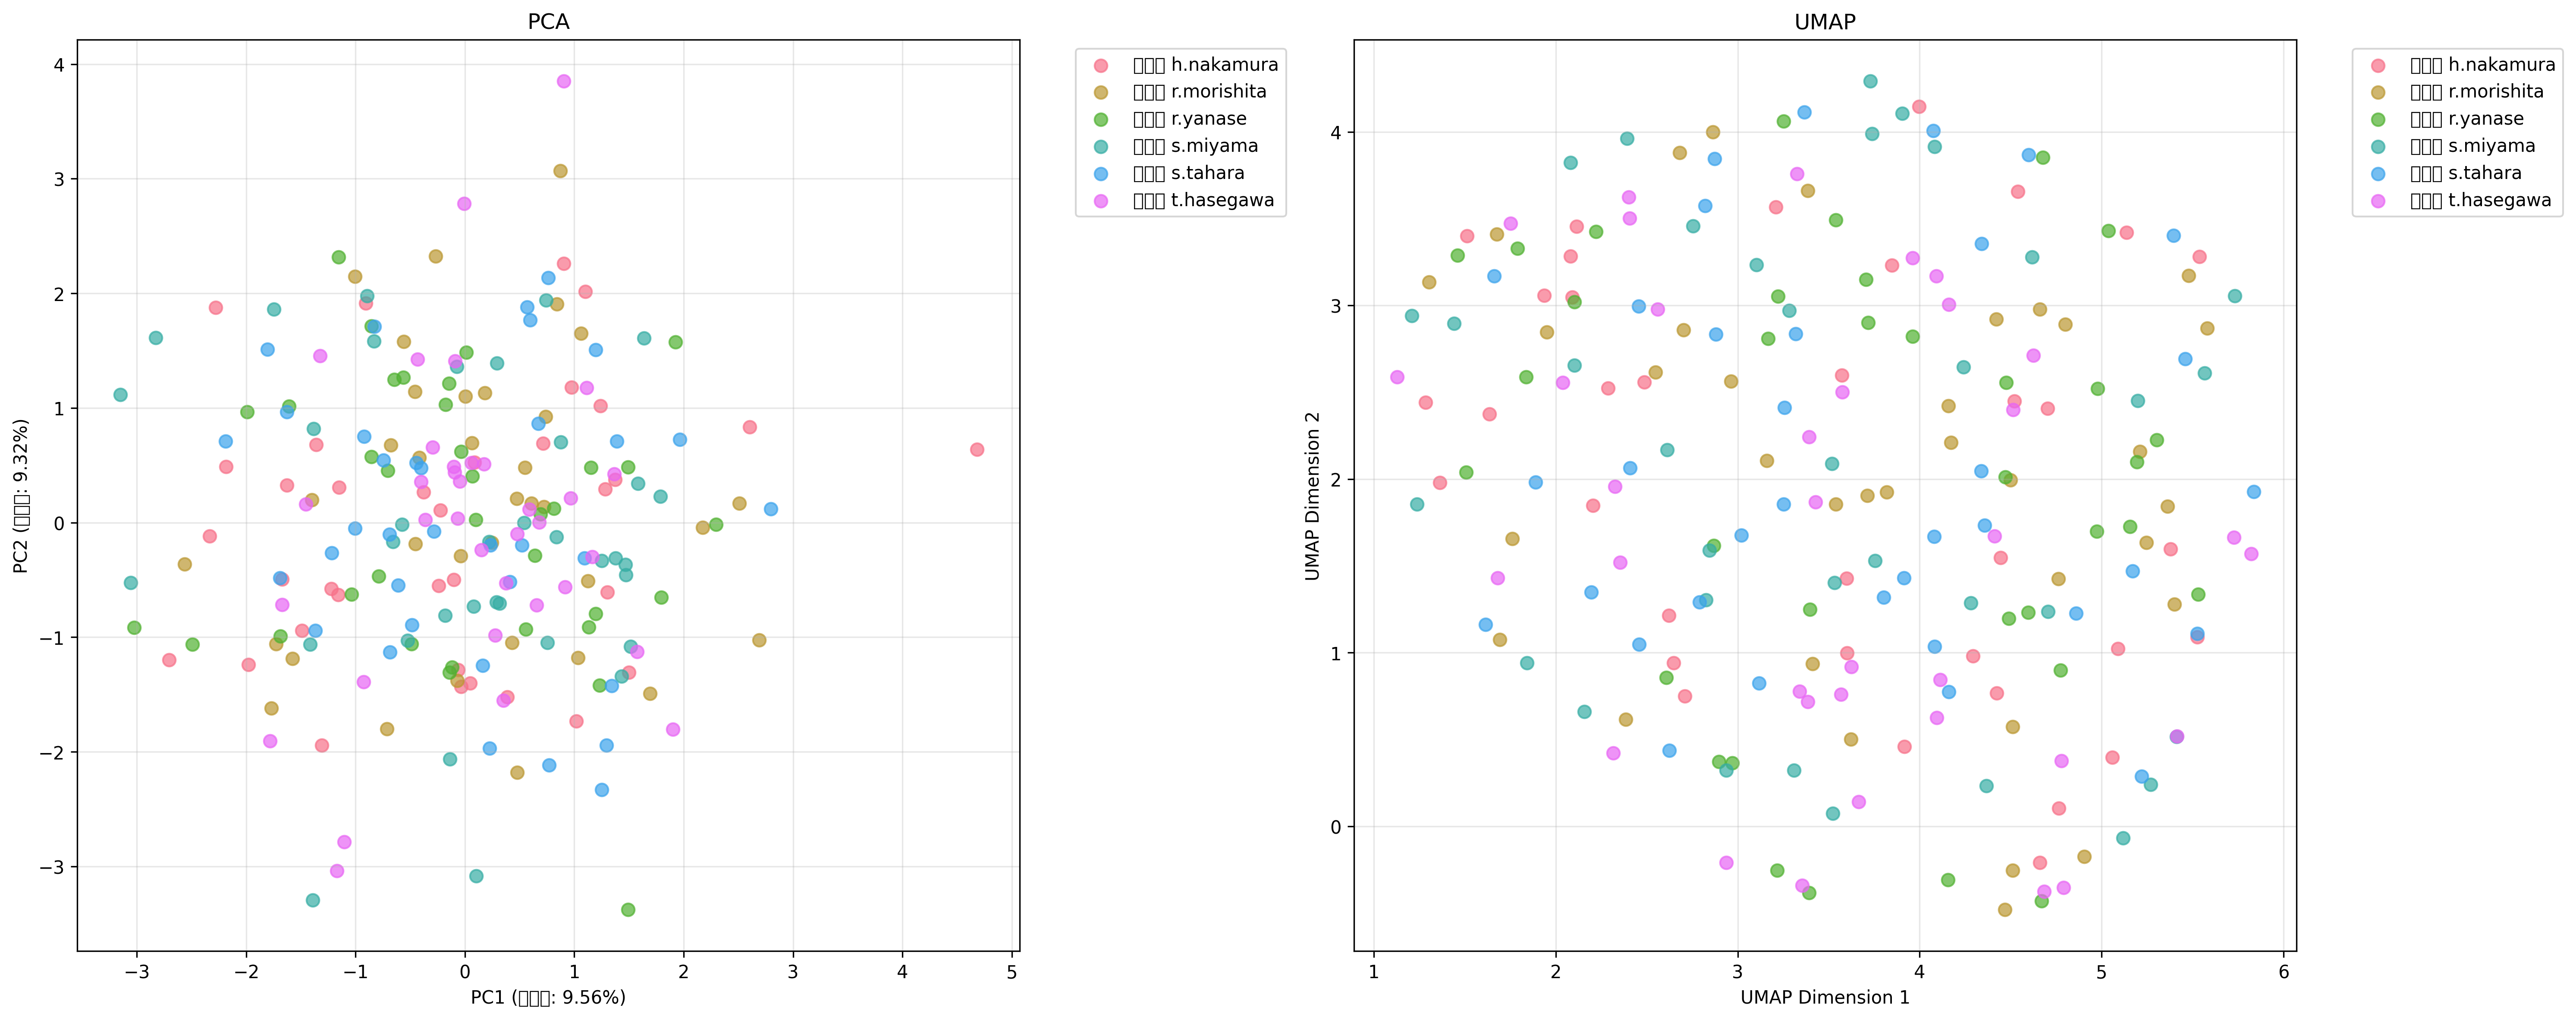 PCA
4
3
2
1
0
−1
−2
−3
PC2 (□□□: 9.32%)
−3 −2 −1 0 1 2 3 4 5
PC1 (□□□: 9.56%)
□□□ h.nakamura
□□□ r.morishita
□□□ r.yanase
□□□ s.miyama
□□□ s.tahara
□□□ t.hasegawa
UMAP
4
3
2
1
0
UMAP Dimension 2
1 2 3 4 5 6
UMAP Dimension 1
□□□ h.nakamura
□□□ r.morishita
□□□ r.yanase
□□□ s.miyama
□□□ s.tahara
□□□ t.hasegawa